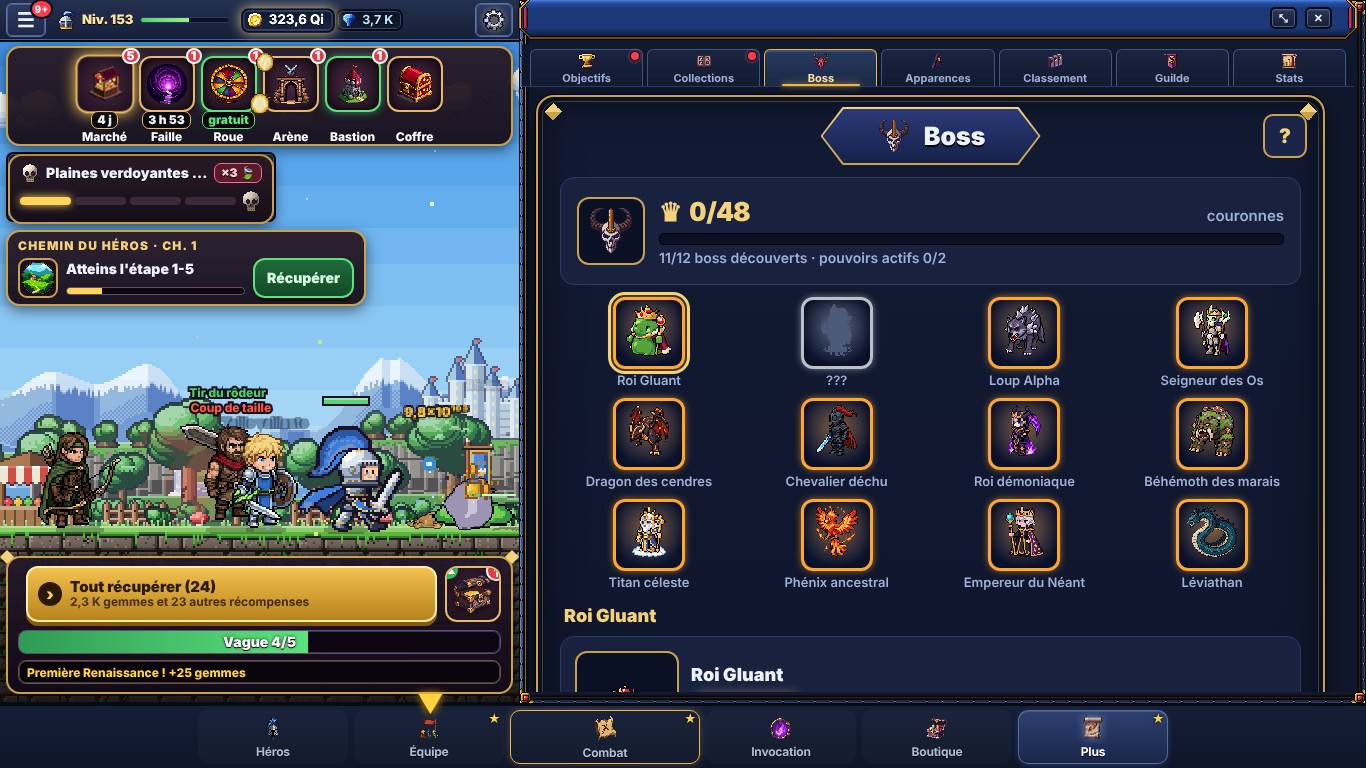 9+
Niv. 153
323,6 Qi
3,7 K
5
1
1
1
1
4 j
3 h 53
gratuit
Marché
Faille
Roue
Arène
Bastion
Coffre
Plaines verdoyantes ...
×3
CHEMIN DU HÉROS · CH. 1
Atteins l'étape 1-5
Récupérer
Tir du rôdeur
Coup de taille
Tout récupérer (24)
2,3 K gemmes et 23 autres récompenses
Vague 4/5
Première Renaissance ! +25 gemmes
Objectifs
Collections
Boss
Apparences
Classement
Guilde
Stats
Boss
?
0/48
couronnes
11/12 boss découverts · pouvoirs actifs 0/2
Roi Gluant
???
Loup Alpha
Seigneur des Os
Dragon des cendres
Chevalier déchu
Roi démoniaque
Béhémoth des marais
Titan céleste
Phénix ancestral
Empereur du Néant
Léviathan
Roi Gluant
Roi Gluant
Héros
Équipe
Combat
Invocation
Boutique
Plus